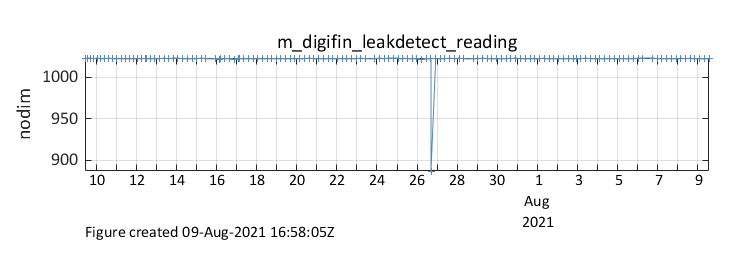 m_digifin_leakdetect_reading
nodim
1000
950
900
10 12 14 16 18 20 22 24 26 28 30 1 3 5 7 9
Aug
2021
Figure created 09-Aug-2021 16:58:05Z